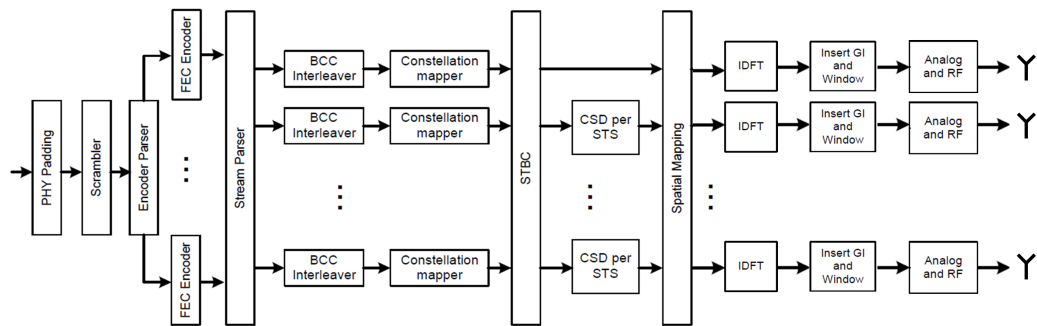 PHY Padding
Scrambler
Encoder Parser
FEC Encoder
FEC Encoder
Stream Parser
BCC
Interleaver
Constellation
mapper
BCC
Interleaver
Constellation
mapper
BCC
Interleaver
Constellation
mapper
STBC
CSD per
STS
CSD per
STS
Spatial Mapping
IDFT
Insert GI
and
Window
Analog
and RF
IDFT
Insert GI
and
Window
Analog
and RF
IDFT
Insert GI
and
Window
Analog
and RF